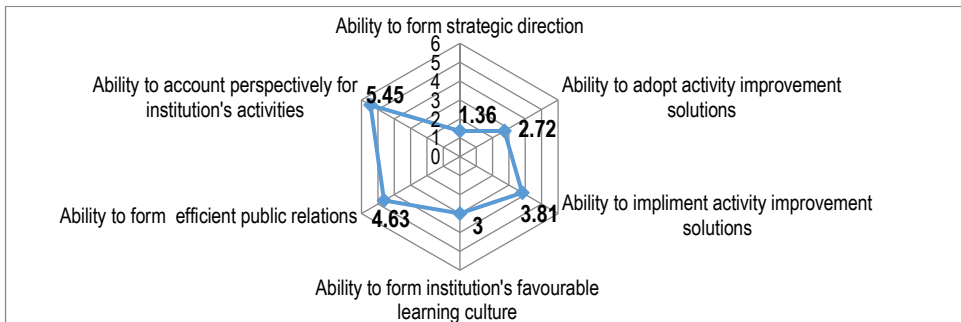 Ability to form strategic direction
6
5
4
3
2
1
0
Ability to adopt activity improvement
solutions
Ability to impliment activity improvement
solutions
Ability to form institution's favourable
learning culture
Ability to form  efficient public relations
Ability to account perspectively for
institution's activities
1.36
2.72
3.81
3
4.63
5.45